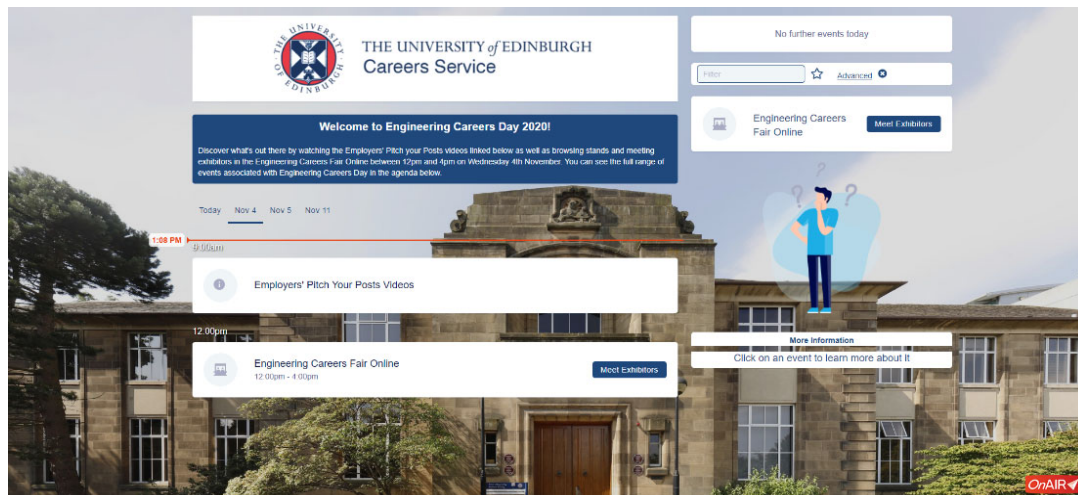 THE UNIVERSITY of EDINBURGH
Careers Service
THE UNIVERSITY OF EDINBURGH
Welcome to Engineering Careers Day 2020!
Discover what's out there by watching the Employers' Pitch your Posts videos linked below as well as browsing stands and meeting
exhibitors in the Engineering Careers Fair Online between 12pm and 4pm on Wednesday 4th November. You can see the full range of
events associated with Engineering Careers Day in the agenda below.
Today Nov 4 Nov 5 Nov 11
1:08 PM
9:00am
Employers' Pitch Your Posts Videos
12.00pm
Engineering Careers Fair Online
12:00pm - 4:00pm
Meet Exhibitors
No further events today
Filter
Advanced
Engineering Careers
Fair Online
Meet Exhibitors
? ? ?
More Information
Click on an event to learn more about it
OnAIR